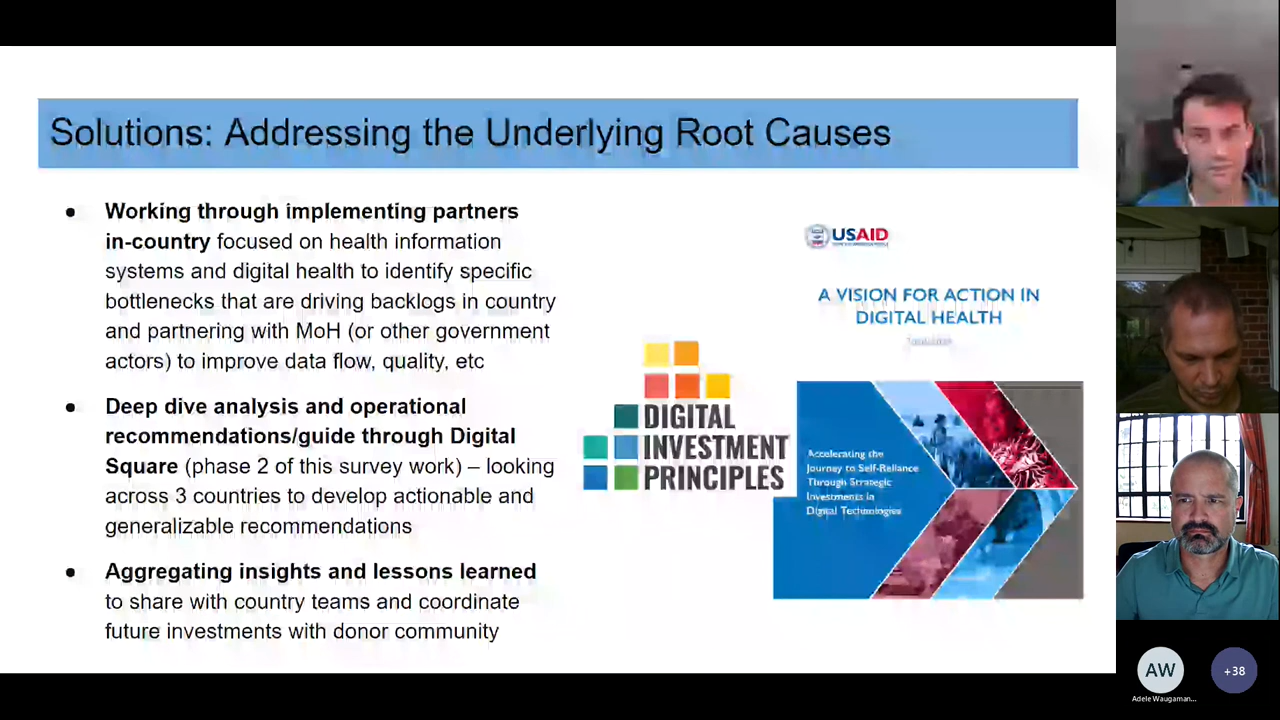 Solutions: Addressing the Underlying Root Causes
● Working through implementing partners
in-country focused on health information
systems and digital health to identify specific
bottlenecks that are driving backlogs in country
and partnering with MoH (or other government
actors) to improve data flow, quality, etc
● Deep dive analysis and operational
recommendations/guide through Digital
Square (phase 2 of this survey work) – looking
across 3 countries to develop actionable and
generalizable recommendations
● Aggregating insights and lessons learned
to share with country teams and coordinate
future investments with donor community
DIGITAL
INVESTMENT
PRINCIPLES
USAID
A VISION FOR ACTION IN
DIGITAL HEALTH
Accelerating the
Journey to Self-Reliance
Through Strategic
Investments in
Digital Technologies
AW
+38
Adele Waugaman...